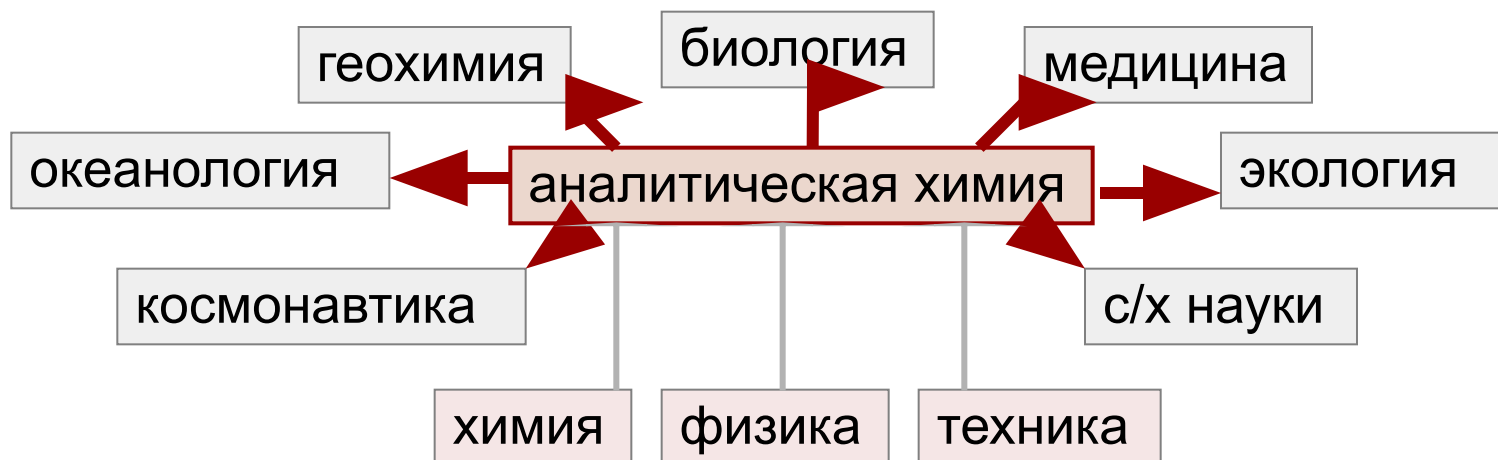 биология
геохимия
медицина
океанология
аналитическая химия
экология
космонавтика
с/х науки
химия
физика
техника